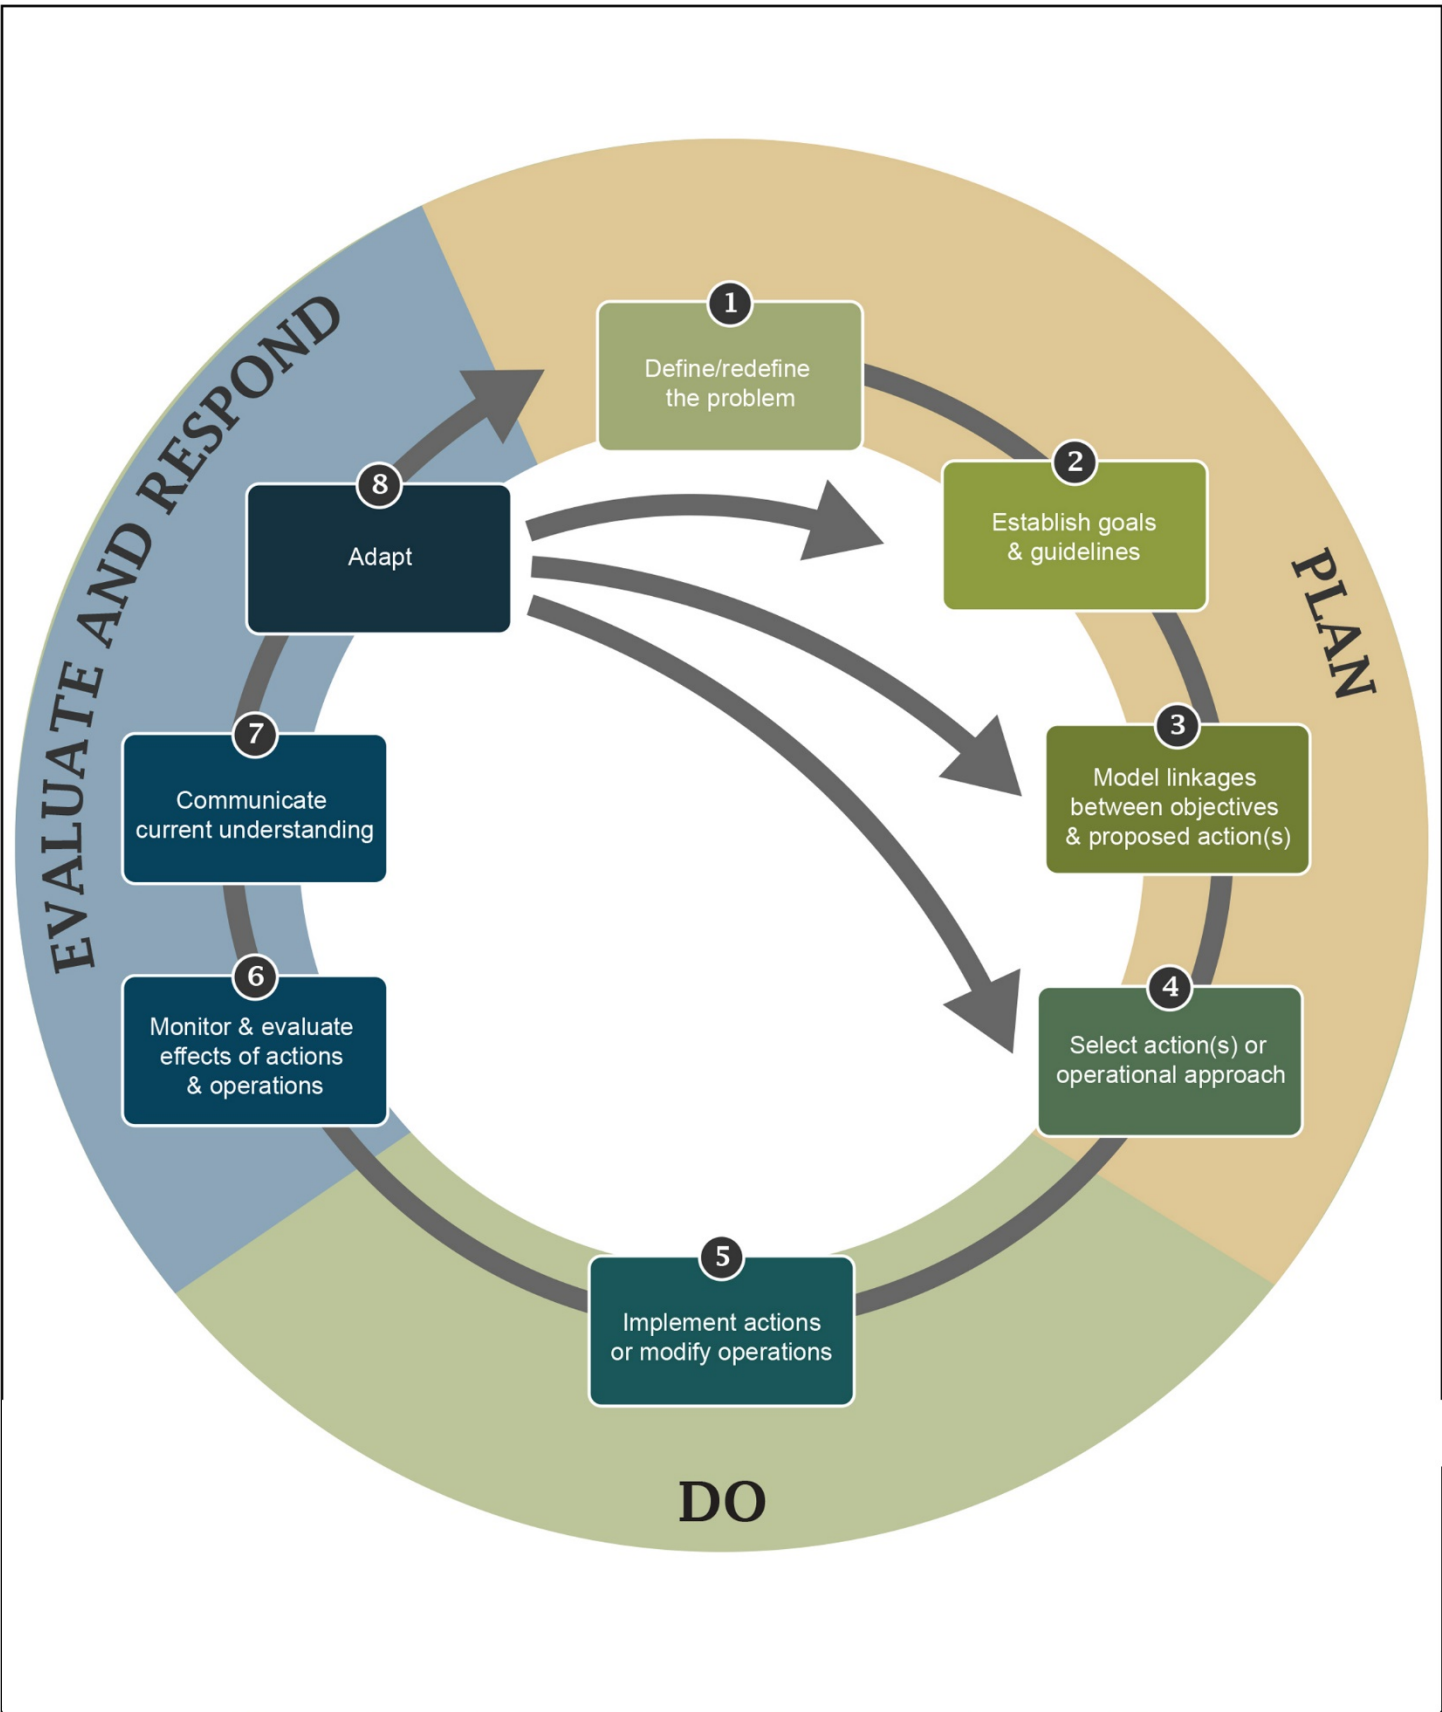 EVALUATE AND RESPOND
PLAN
DO
1
Define/redefine
the problem
2
Establish goals
& guidelines
3
Model linkages
between objectives
& proposed action(s)
4
Select action(s) or
operational approach
5
Implement actions
or modify operations
6
Monitor & evaluate
effects of actions
& operations
7
Communicate
current understanding
8
Adapt